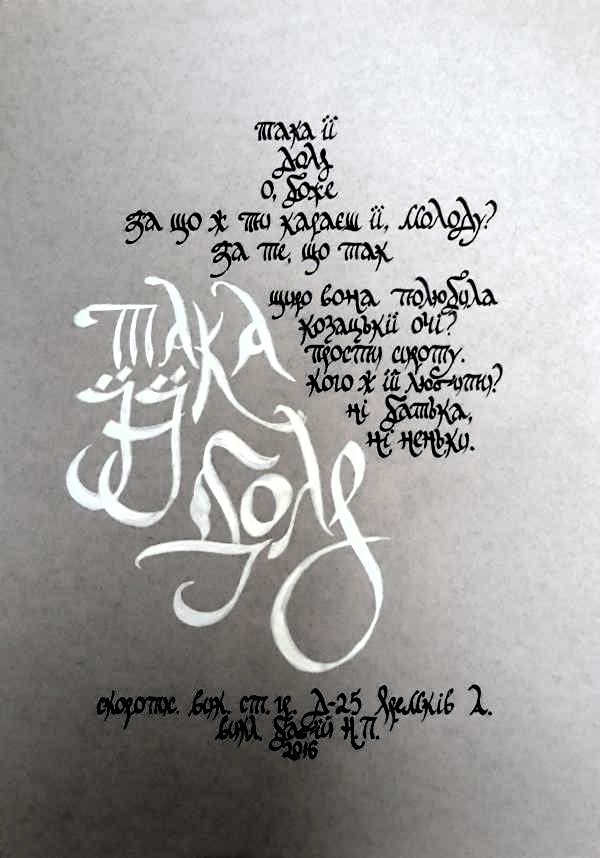 така її
доля
о, боже
За що ж ти караєш її, молоду?
За те, що так
щиро вона полюбила
козацькії очі?
прости сироту.
кого ж їй любити?
ні батька,
ні неньки.
така
її
доля
скоропис. вик. ст. гр. Д-25 Яремків
викл. Бабій Н.П.
2016